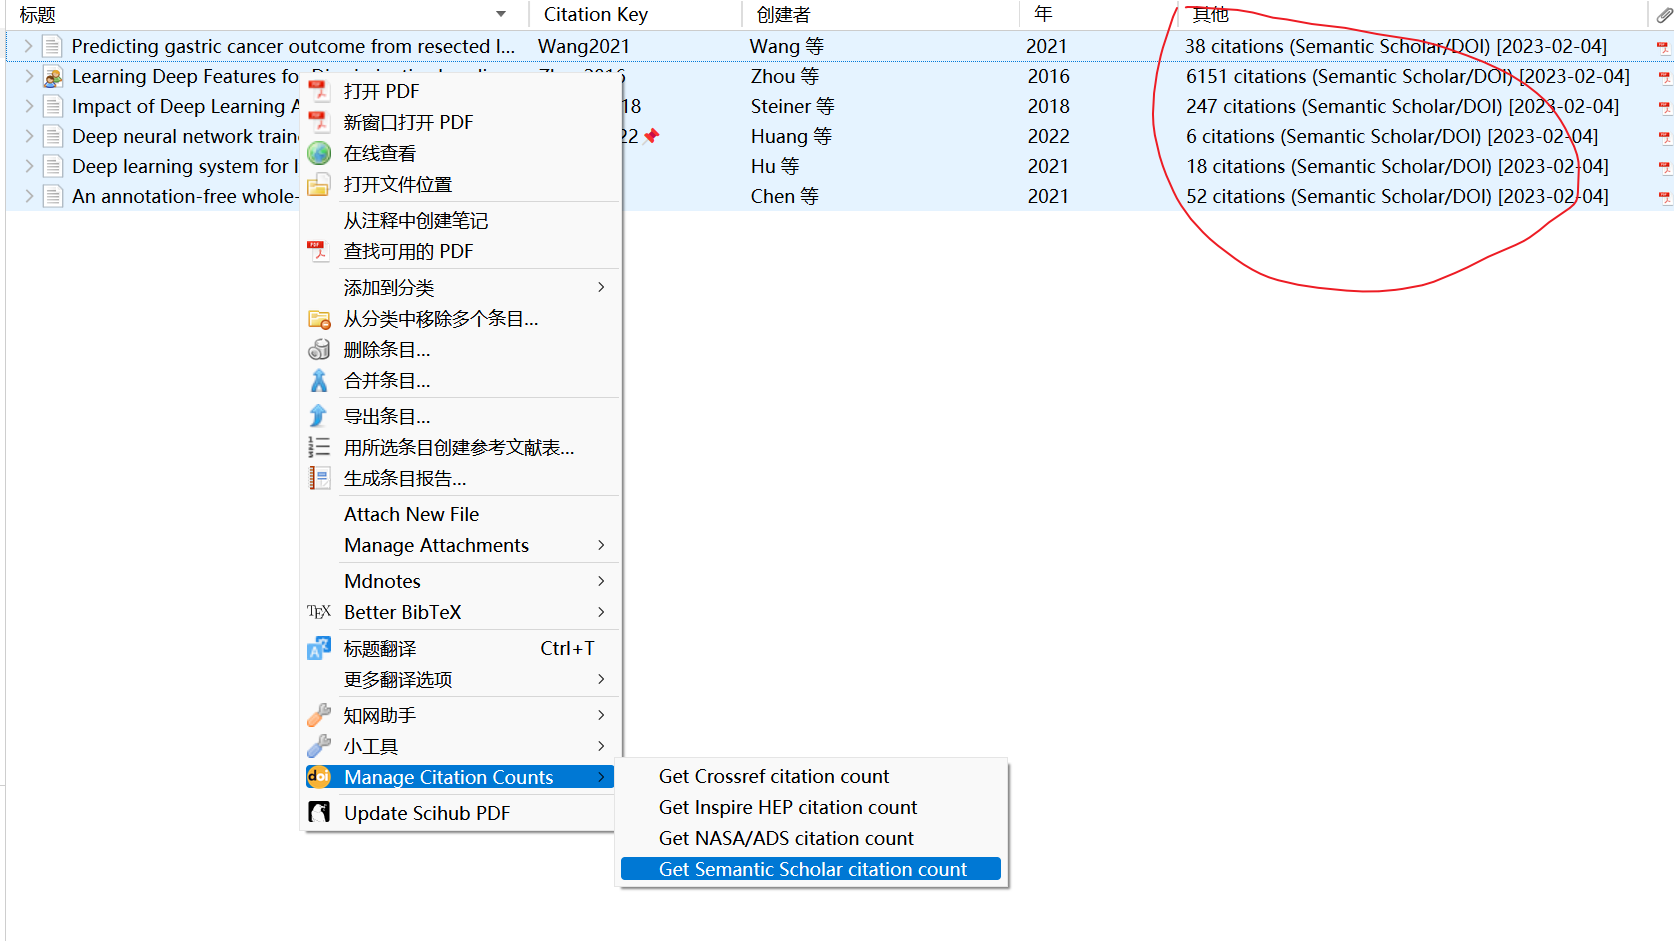 标题 Citation Key 创建者 年 其他
Predicting gastric cancer outcome from resected l... Wang2021 Wang 等 2021 38 citations (Semantic Scholar/DOI) [2023-02-04]
Learning Deep Features Zhou 等 2016 6151 citations (Semantic Scholar/DOI) [2023-02-04]
Impact of Deep Learning A 18 Steiner 等 2018 247 citations (Semantic Scholar/DOI) [2023-02-04]
Deep neural network train 22 Huang 等 2022 6 citations (Semantic Scholar/DOI) [2023-02-04]
Deep learning system for l Hu 等 2021 18 citations (Semantic Scholar/DOI) [2023-02-04]
An annotation-free whole- Chen 等 2021 52 citations (Semantic Scholar/DOI) [2023-02-04]
打开 PDF
新窗口打开 PDF
在线查看
打开文件位置
从注释中创建笔记
查找可用的 PDF
添加到分类
从分类中移除多个条目...
删除条目...
合并条目...
导出条目...
用所选条目创建参考文献表...
生成条目报告...
Attach New File
Manage Attachments
Mdnotes
TEX Better BibTeX
标题翻译 Ctrl+T
更多翻译选项
知网助手
小工具
doi Manage Citation Counts
Update Scihub PDF
Get Crossref citation count
Get Inspire HEP citation count
Get NASA/ADS citation count
Get Semantic Scholar citation count